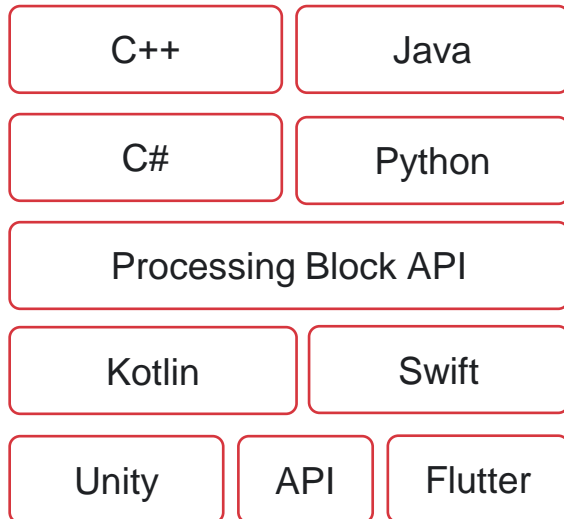 C++
Java
C#
Python
Processing Block API
Kotlin
Swift
Unity
API
Flutter